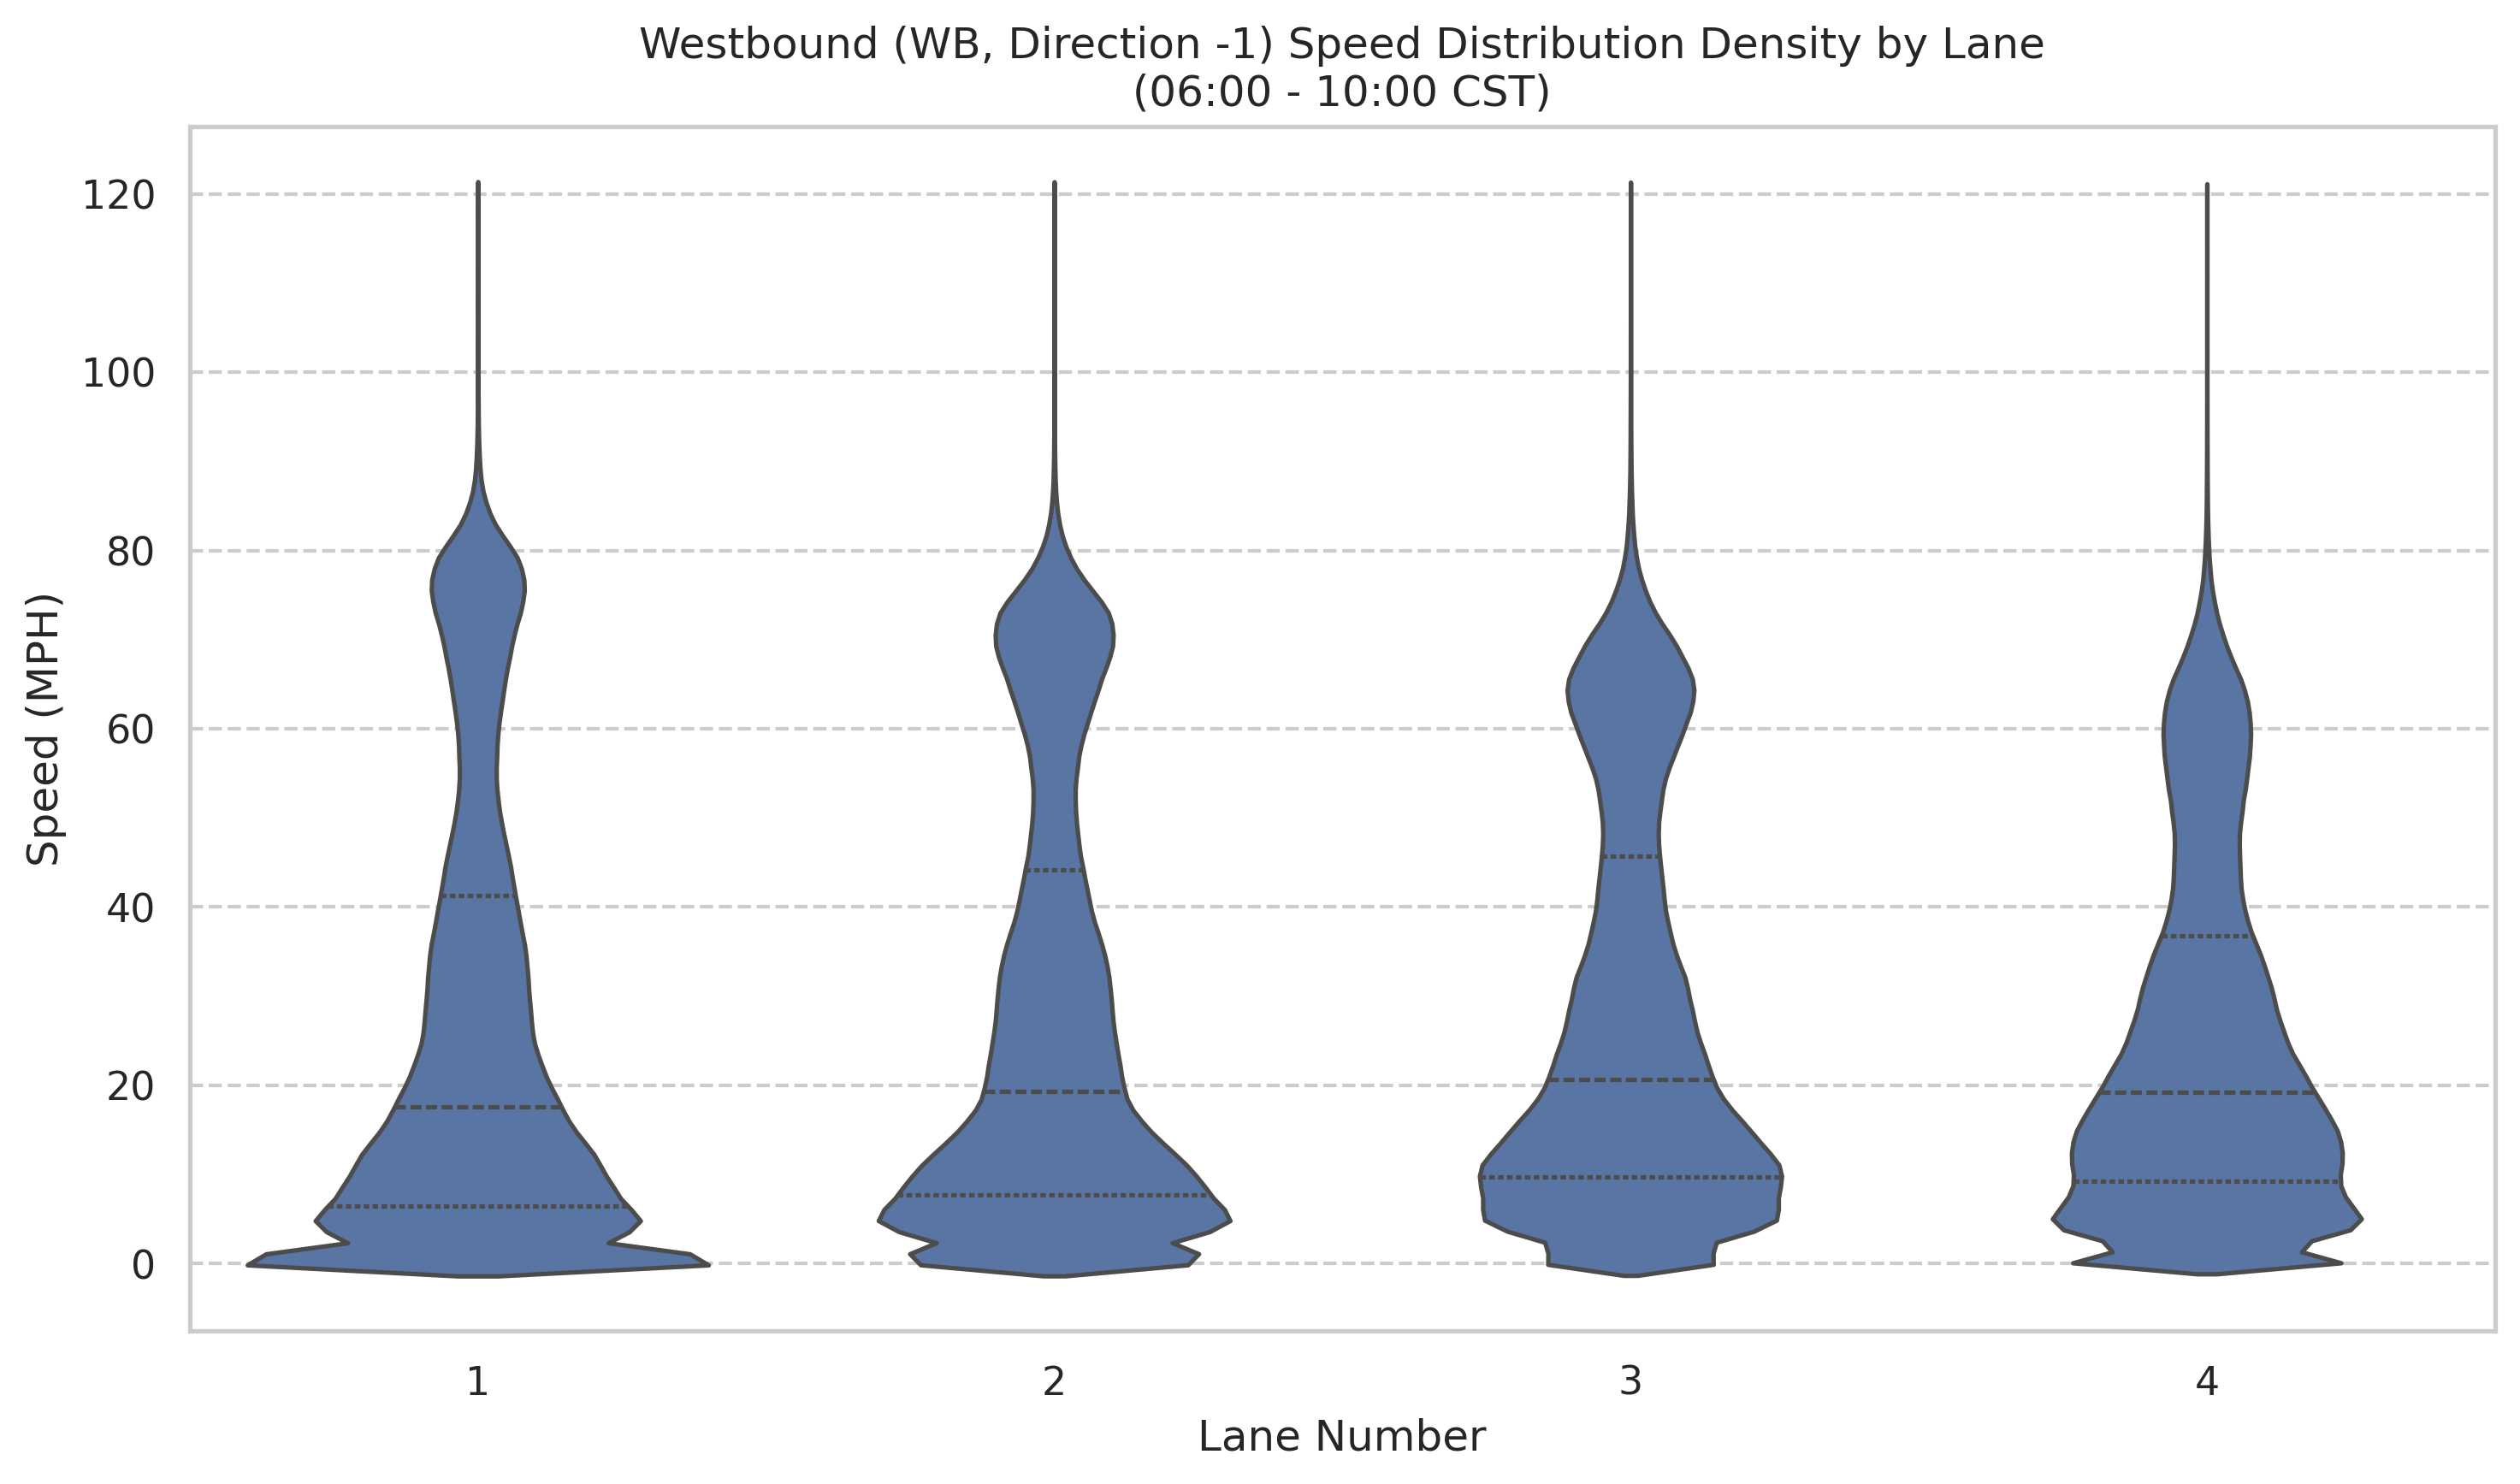 Westbound (WB, Direction -1) Speed Distribution Density by Lane
(06:00 - 10:00 CST)
120
100
80
60
40
20
0
Speed (MPH)
1 2 3 4
Lane Number